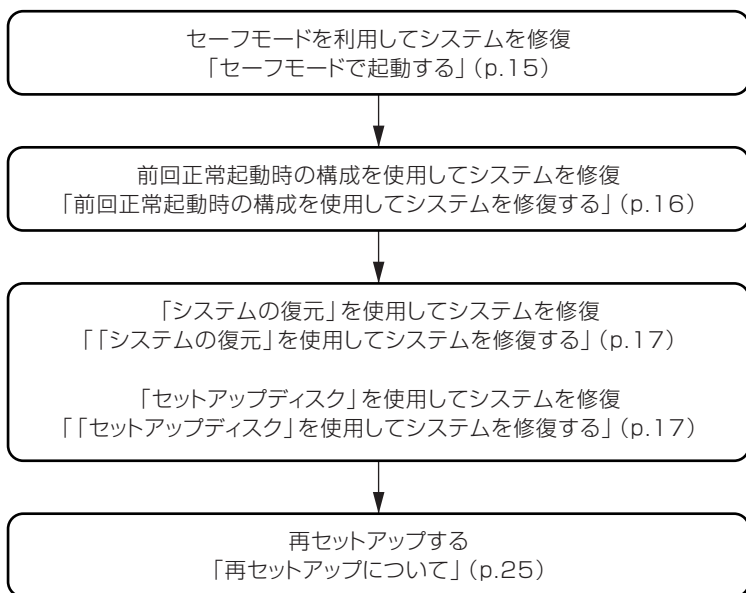 セーフモードを利用してシステムを修復
「セーフモードで起動する」(p.15)
前回正常起動時の構成を使用してシステムを修復
「前回正常起動時の構成を使用してシステムを修復する」(p.16)
「システムの復元」を使用してシステムを修復
「「システムの復元」を使用してシステムを修復する」(p.17)
「セットアップディスク」を使用してシステムを修復
「「セットアップディスク」を使用してシステムを修復する」(p.17)
再セットアップする
「再セットアップについて」(p.25)